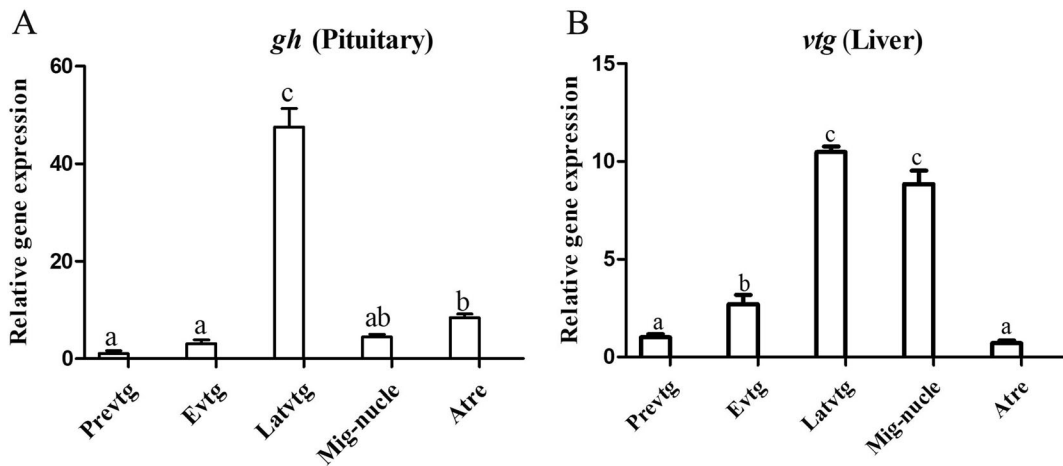 A
gh (Pituitary)
Relative gene expression
60
40
20
0
a
a
c
ab
b
Prevtg
Evtg
Latvtg
Mig-nucle
Atre
B
vtg (Liver)
Relative gene expression
15
10
5
0
a
b
c
c
a
Prevtg
Evtg
Latvtg
Mig-nucle
Atre